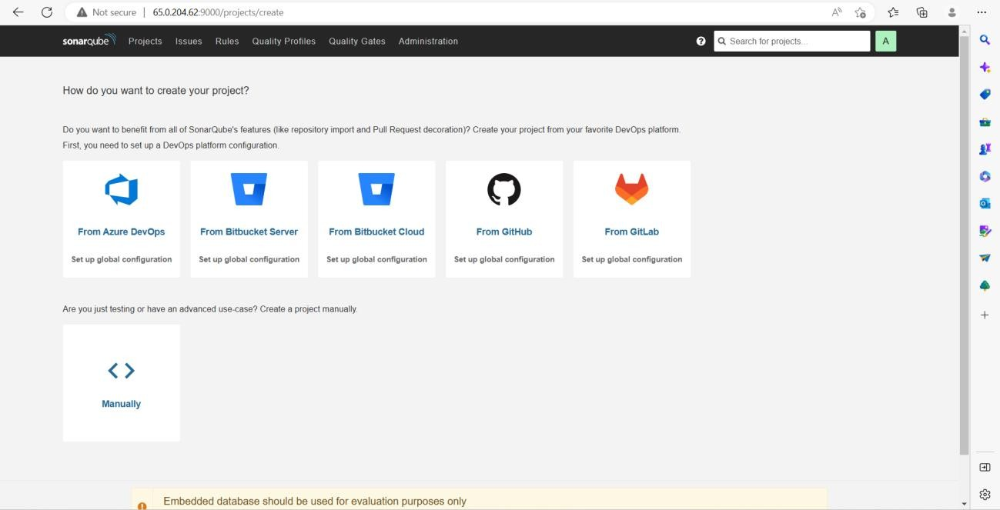 Not secure | 65.0.204.62:9000/projects/create
sonarqube Projects Issues Rules Quality Profiles Quality Gates Administration ? Search for projects... A
How do you want to create your project?
Do you want to benefit from all of SonarQube's features (like repository import and Pull Request decoration)? Create your project from your favorite DevOps platform.
First, you need to set up a DevOps platform configuration.
From Azure DevOps From Bitbucket Server From Bitbucket Cloud From GitHub From GitLab
Set up global configuration Set up global configuration Set up global configuration Set up global configuration Set up global configuration
Are you just testing or have an advanced use-case? Create a project manually.
Manually
Embedded database should be used for evaluation purposes only